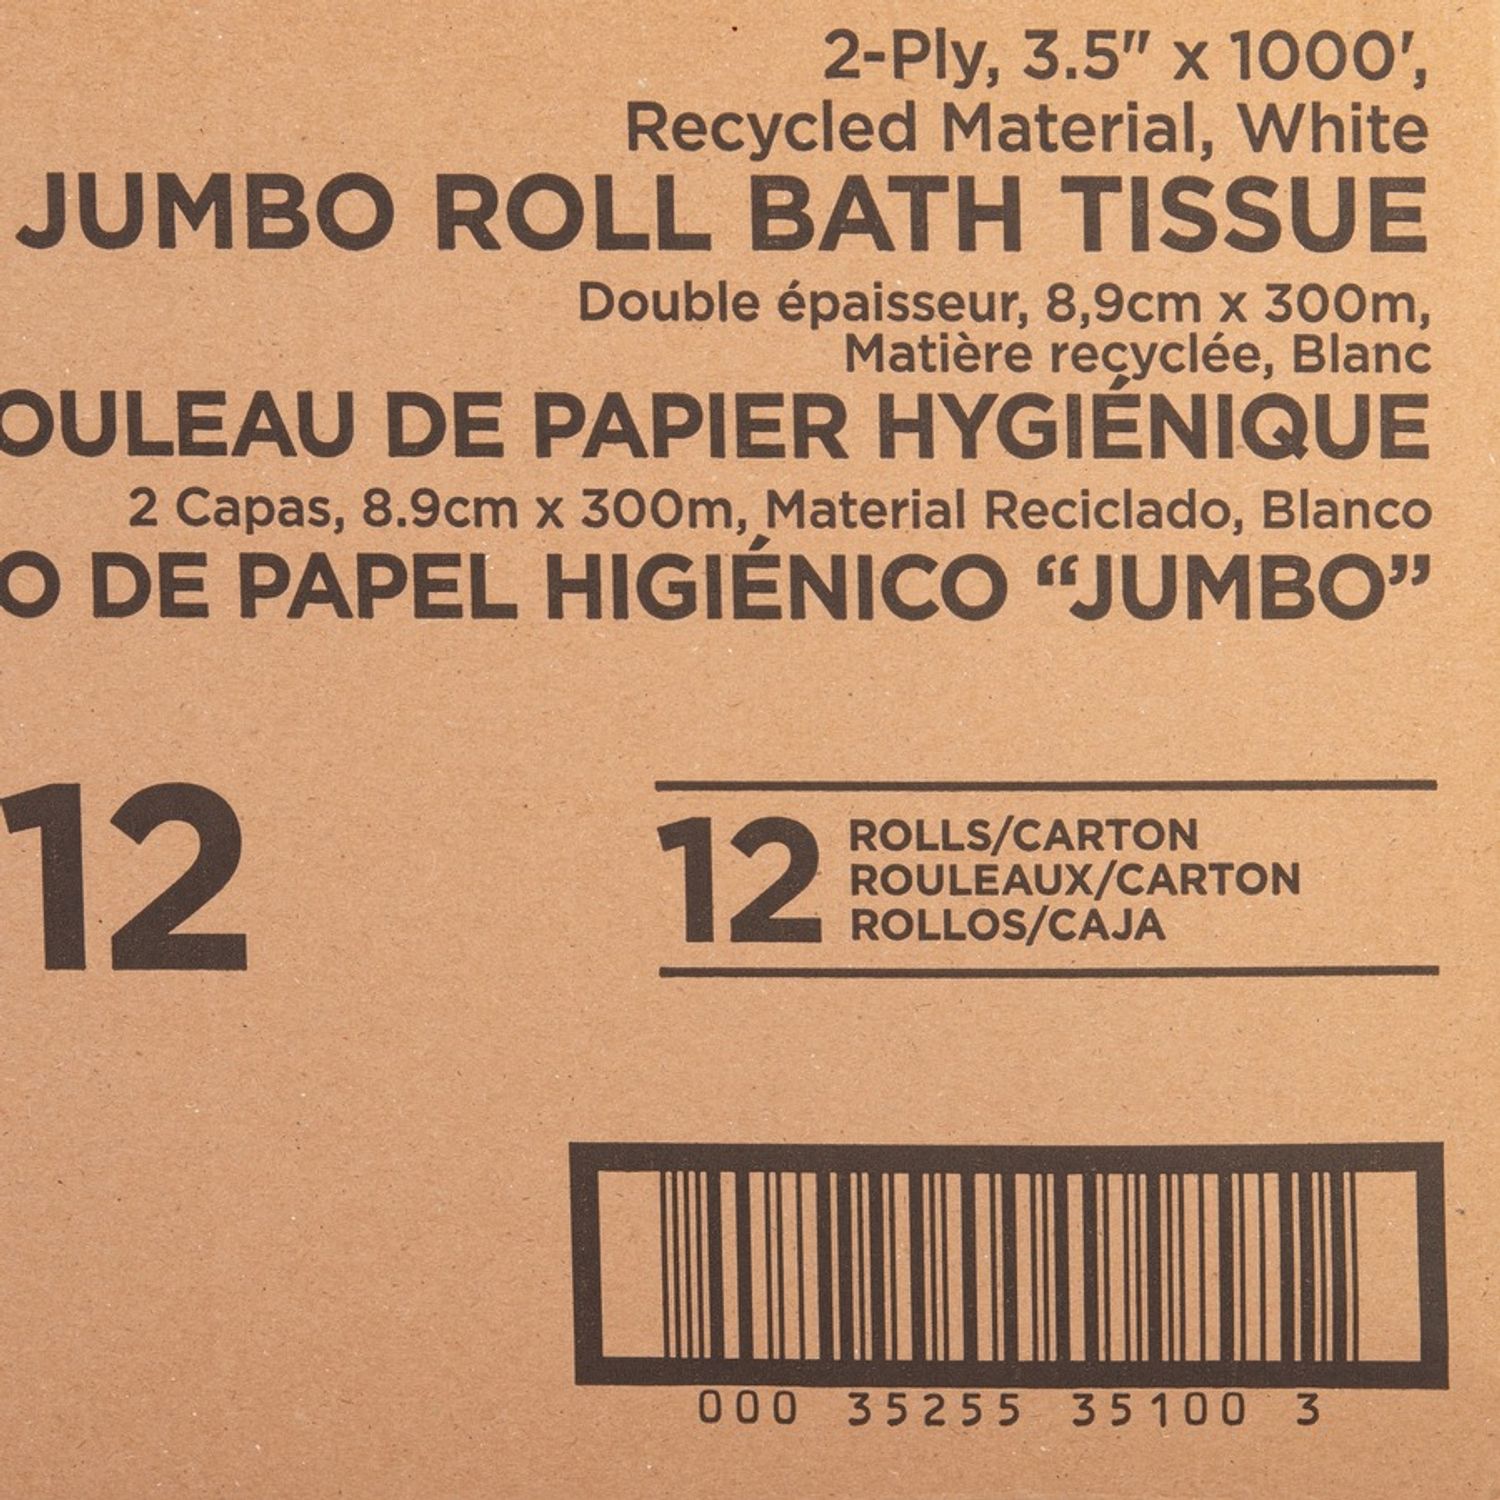 2-Ply, 3.5" x 1000',
Recycled Material, White
JUMBO ROLL BATH TISSUE
Double épaisseur, 8,9cm x 300m,
Matière recyclée, Blanc
OULEAU DE PAPIER HYGIÉNIQUE
2 Capas, 8.9cm x 300m, Material Reciclado, Blanco
O DE PAPEL HIGIÉNICO “JUMBO”
12
12 ROLLS/CARTON
ROULEAUX/CARTON
ROLLOS/CAJA
000 35255 35100 3